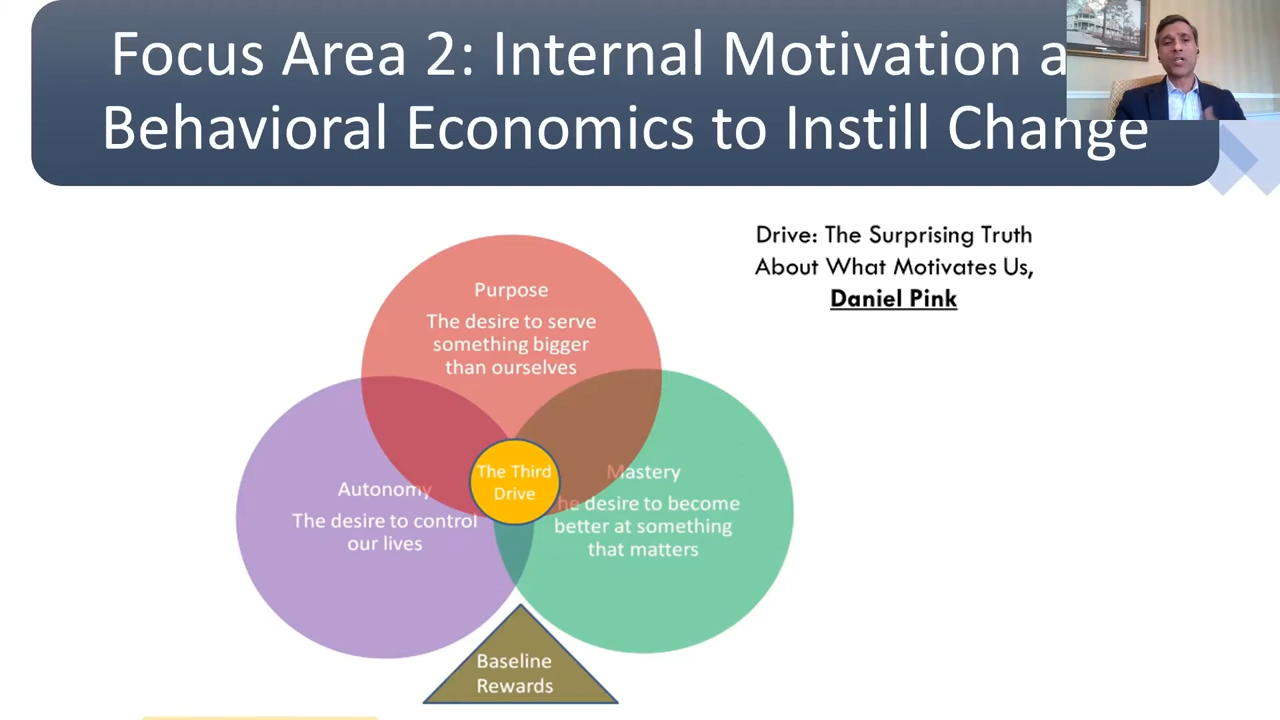 Focus Area 2: Internal Motivation a
Behavioral Economics to Instill Change
Drive: The Surprising Truth
About What Motivates Us,
Daniel Pink
Purpose
The desire to serve
something bigger
than ourselves
The Third
Drive
Autonomy
The desire to control
our lives
Mastery
he desire to become
better at something
that matters
Baseline
Rewards